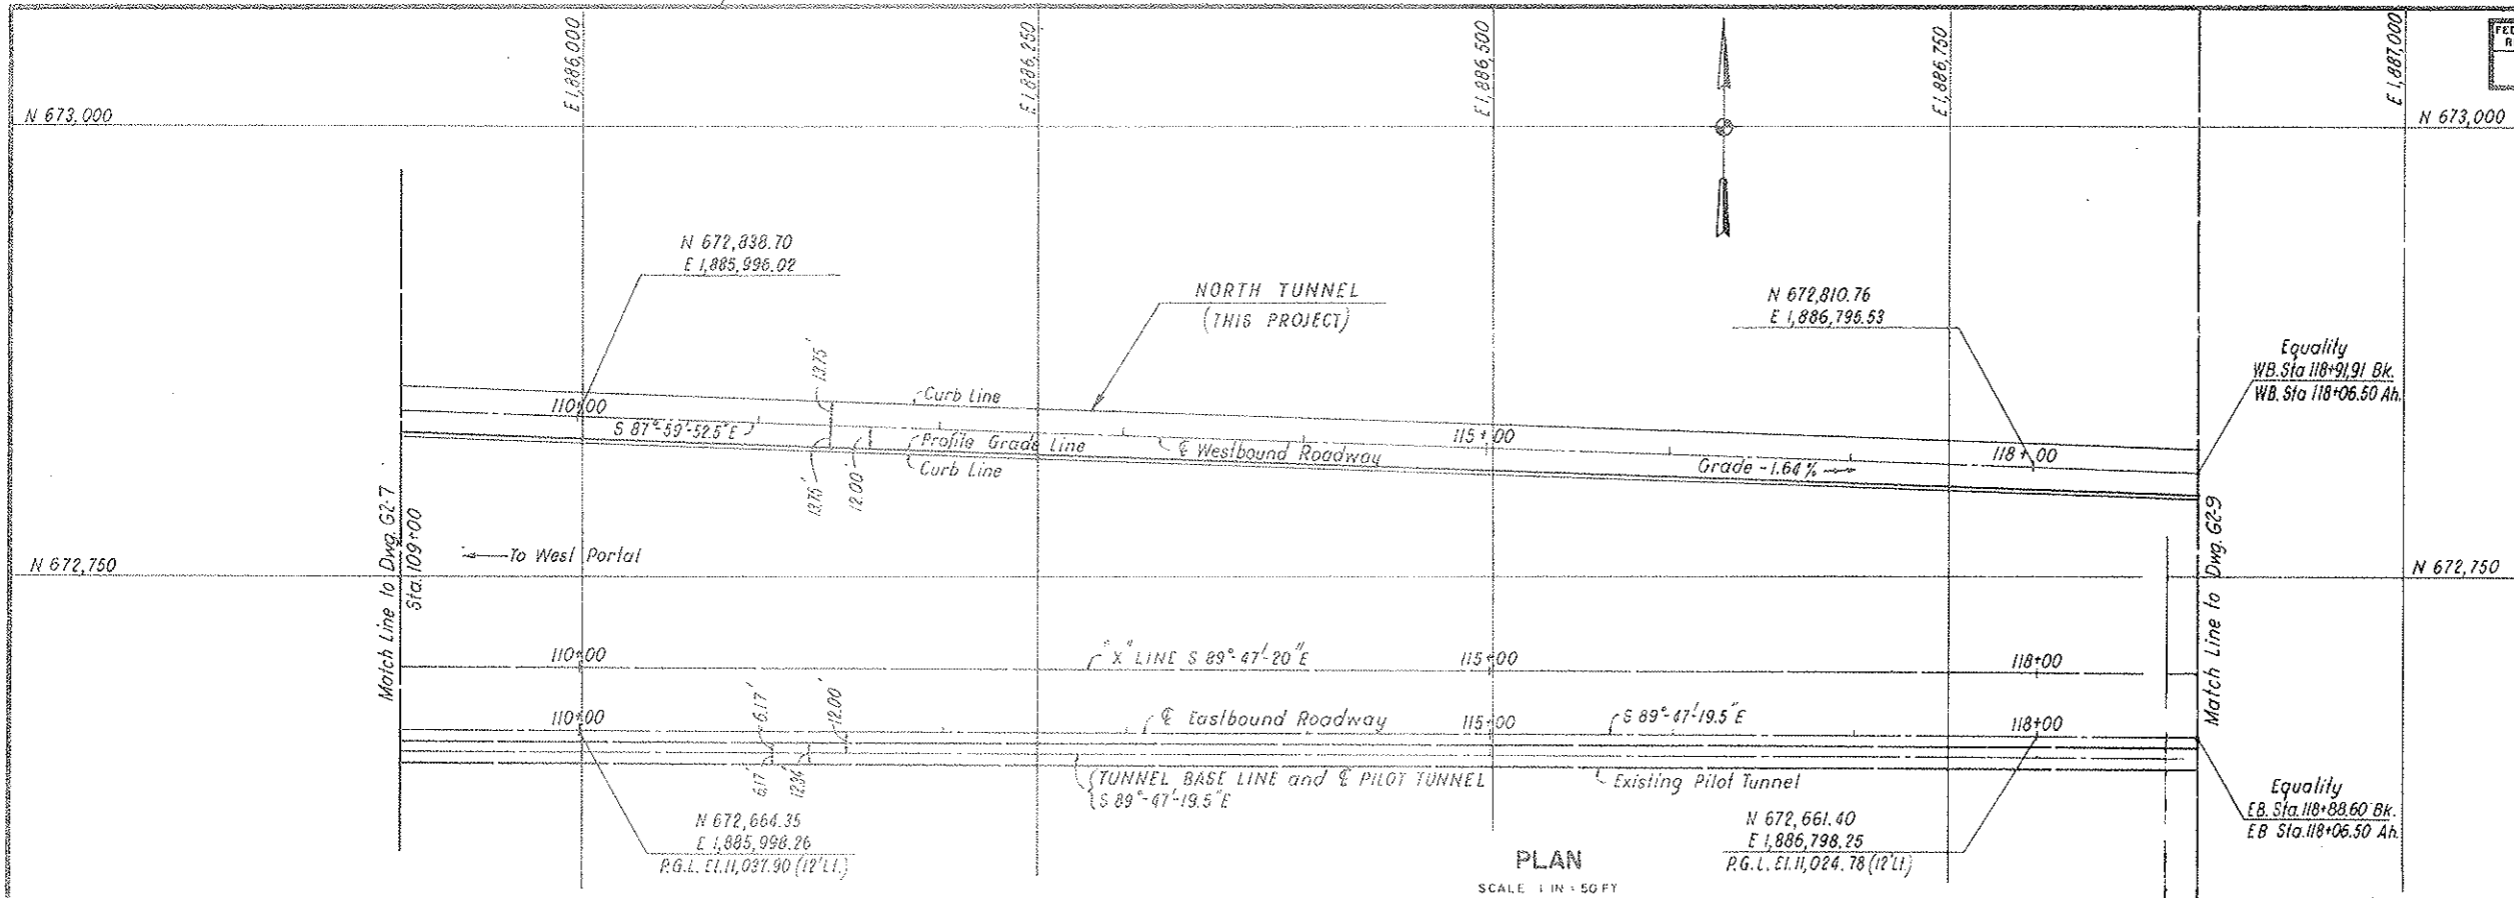 E 1,886,000
E 1,886,250
E 1,886,500
E 1,886,750
E 1,887,000
N 673,000
N 673,000
N 672,838.70
E 1,885,996.02
NORTH TUNNEL
(THIS PROJECT)
N 672,810.76
E 1,886,795.53
Equality
WB. Sta 118+91.91 Bk.
WB. Sta 118+06.50 Ah.
13.75'
Curb Line
110+00
S 87°-59'-52.5"E
Profile Grade Line
Curb Line
℄ Westbound Roadway
115+00
Grade -1.64%
118+00
13.75'
12.00'
Match Line to Dwg. G2-7
Sta. 109+00
To West Portal
Match Line to Dwg. G2-9
N 672,750
N 672,750
110+00
"X" LINE S 89°-47'-20"E
115+00
118+00
110+00
6.17'
12.00'
℄ Eastbound Roadway
115+00
S 89°-47'-19.5"E
118+00
6.17'
TUNNEL BASE LINE and ℄ PILOT TUNNEL
S 89°-47'-19.5"E
Existing Pilot Tunnel
N 672,664.35
E 1,885,998.26
P.G.L. El. 11,037.90 (12' Lt.)
N 672,661.40
E 1,886,798.25
P.G.L. El. 11,024.78 (12' Lt.)
Equality
EB. Sta. 118+88.60 Bk.
EB Sta. 118+06.50 Ah.
PLAN
SCALE 1 IN = 50 FT